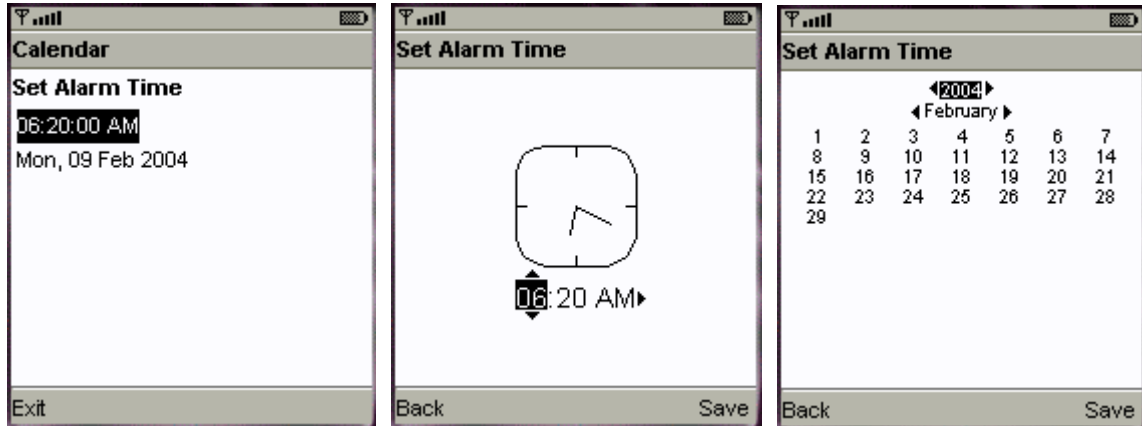 Calendar
Set Alarm Time
06:20:00 AM
Mon, 09 Feb 2004
Exit
Set Alarm Time
06:20 AM
Back Save
Set Alarm Time
2004
February
1 2 3 4 5 6 7
8 9 10 11 12 13 14
15 16 17 18 19 20 21
22 23 24 25 26 27 28
29
Back Save